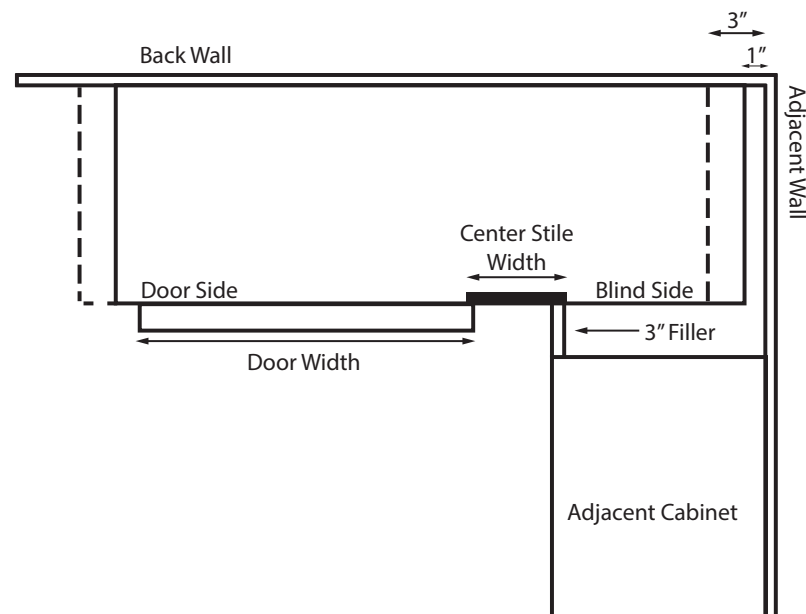 3”
1”
Back Wall
Adjacent Wall
Center Stile
Width
Door Side
Blind Side
3” Filler
Door Width
Adjacent Cabinet